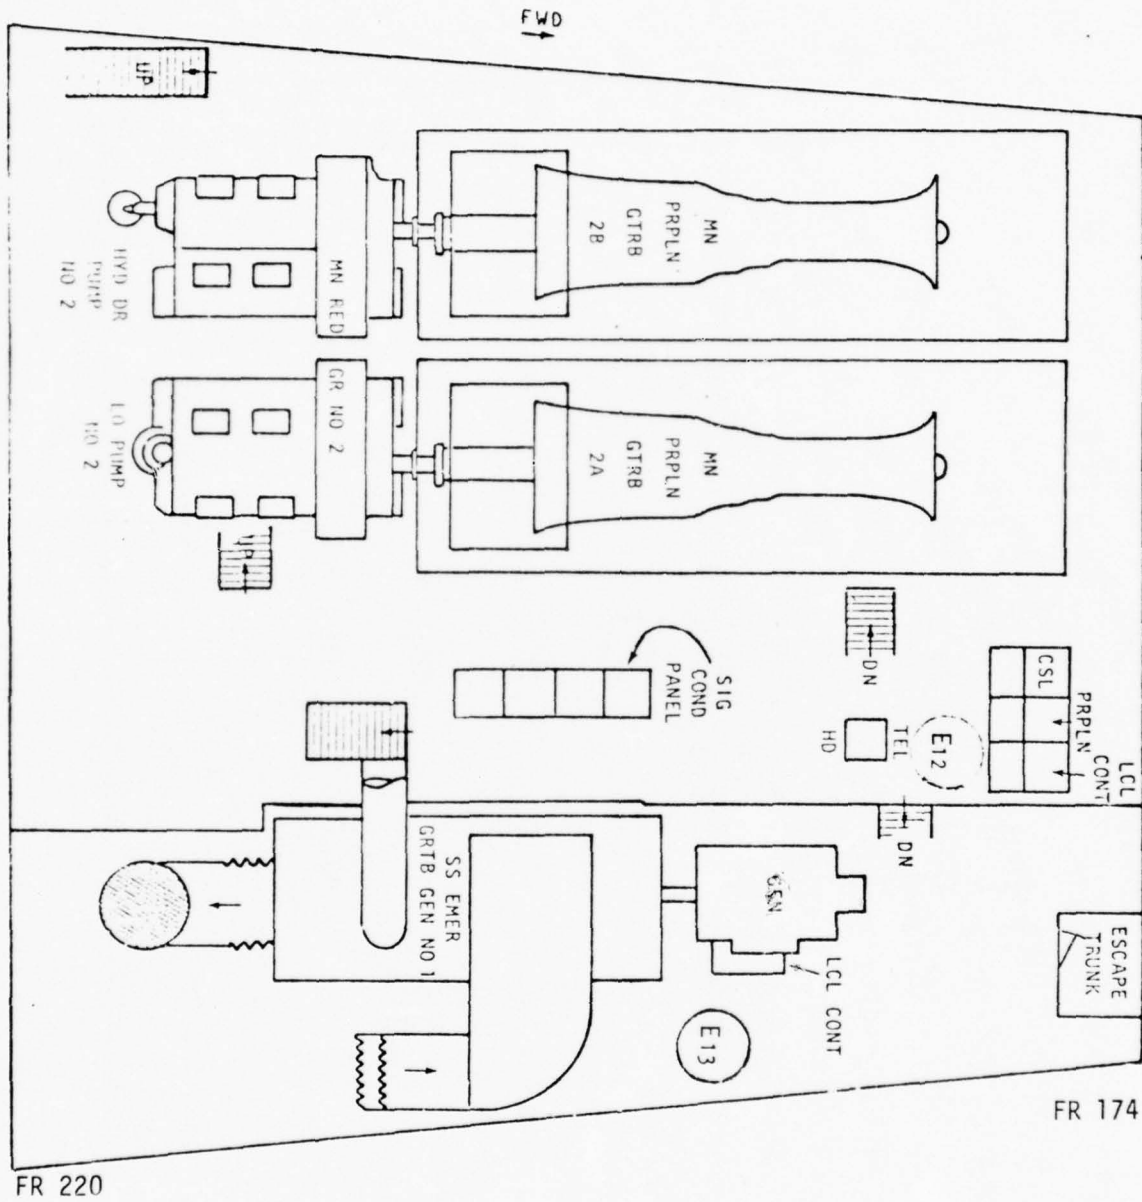 FWD
UP
MN
PRPLN
GTRB
2B
HYD DR
PUMP
NO 2
MN RED
GR NO 2
MN
PRPLN
GTRB
2A
LO PUMP
NO 2
UP
SIG
COND
PANEL
DN
TEL
HD
E12
CSL
PRPLN
LCL
CONT
DN
SS EMER
GRTB GEN NO 1
GEN
LCL CONT
E13
ESCAPE
TRUNK
FR 174
FR 220